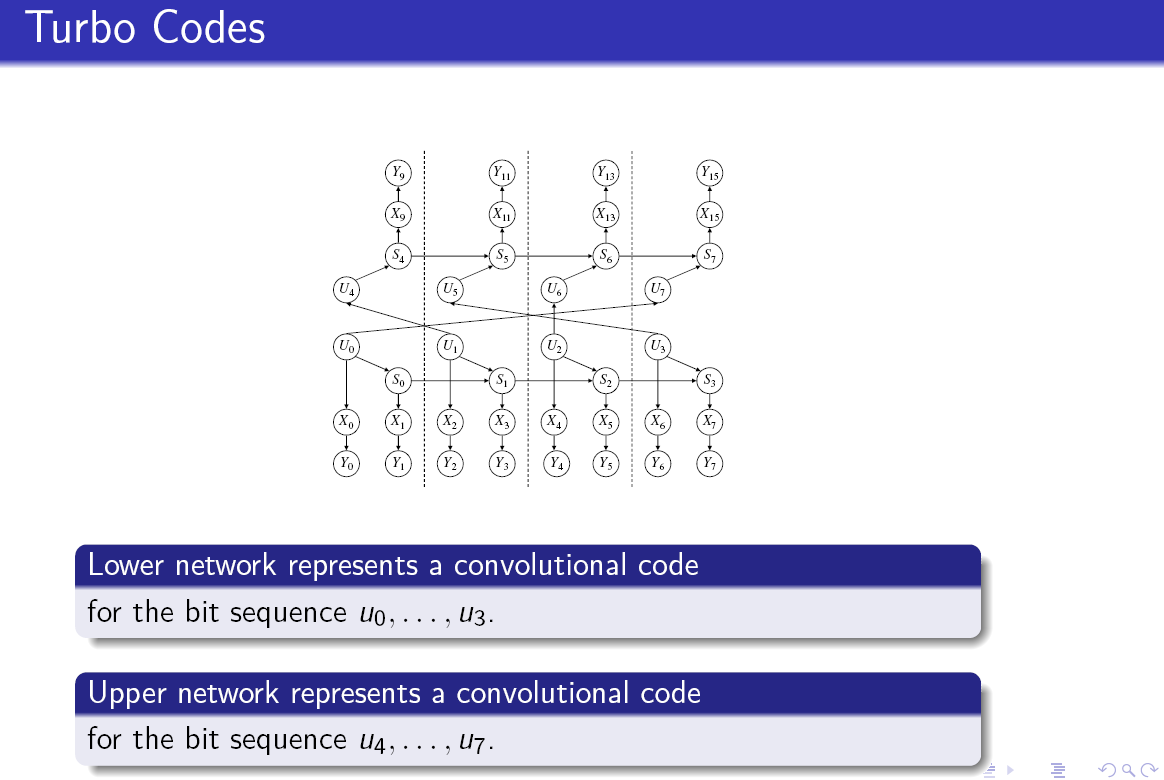 Turbo Codes
Y9 Y11 Y13 Y15
X9 X11 X13 X15
S4 S5 S6 S7
U4 U5 U6 U7
U0 U1 U2 U3
S0 S1 S2 S3
X0 X1 X2 X3 X4 X5 X6 X7
Y0 Y1 Y2 Y3 Y4 Y5 Y6 Y7
Lower network represents a convolutional code
for the bit sequence u0, . . . , u3.
Upper network represents a convolutional code
for the bit sequence u4, . . . , u7.